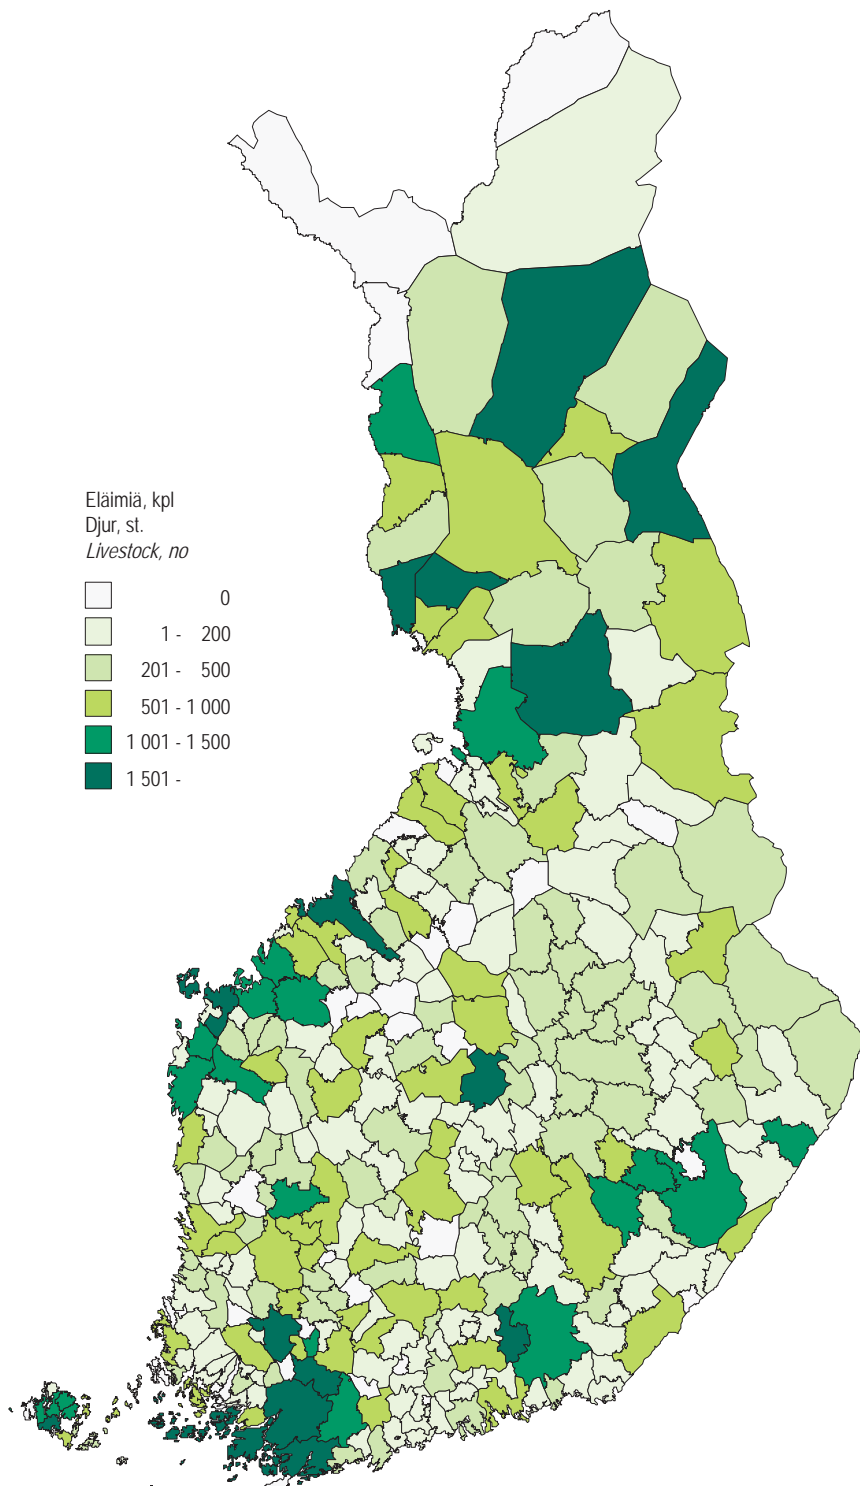 Eläimiä, kpl
Djur, st.
Livestock, no
0
1 - 200
201 - 500
501 - 1 000
1 001 - 1 500
1 501 -